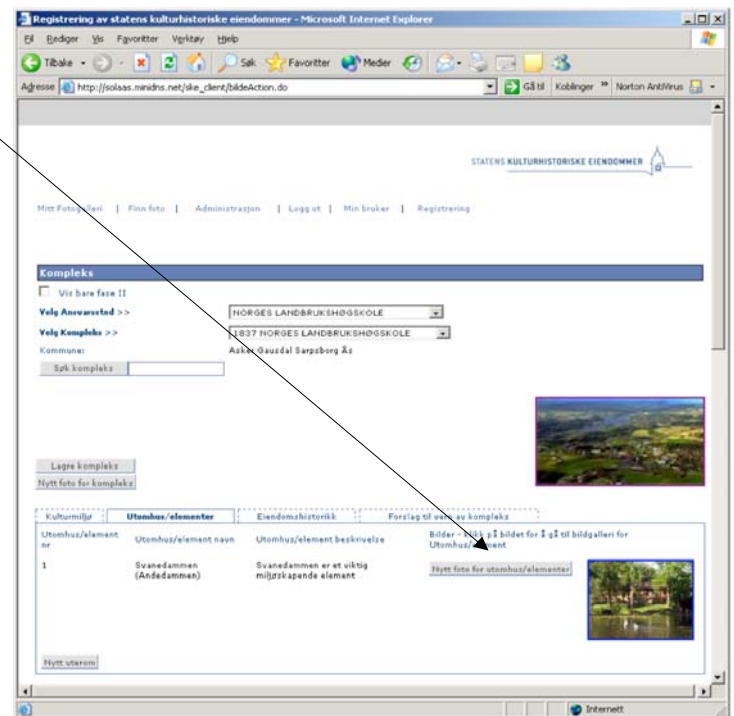 Registrering av statens kulturhistoriske eiendommer - Microsoft Internet Explorer
Fil Rediger Vis Favoritter Verktøy Hjelp
Tilbake Søk Favoritter Medier
Adresse http://solaas.minidns.net/ske_client/bildeAction.do Gå til Koblinger » Norton AntiVirus
STATENS KULTURHISTORISKE EIENDOMMER
Mitt Fotogalleri | Finn foto | Administrasjon | Logg ut | Min bruker | Registrering
Kompleks
Vis bare fase II
Velg Ansvarssted >> NORGES LANDBRUKSHØGSKOLE
Velg Kompleks >> 1837 NORGES LANDBRUKSHØGSKOLE
Kommune: Asker Gausdal Sarpsborg Ås
Søk kompleks
Lagre kompleks
Nytt foto for kompleks
Kulturmiljø Utomhus/elementer Eiendomshistorikk Forslag til vern av kompleks
Utomhus/element nr Utomhus/element navn Utomhus/element beskrivelse Bilder - klikk på bildet for å gå til bildgalleri for Utomhus/element
1 Svanedammen (Andedammen) Svanedammen er et viktig miljøskapende element Nytt foto for utomhus/elementer
Nytt uterom
Internett